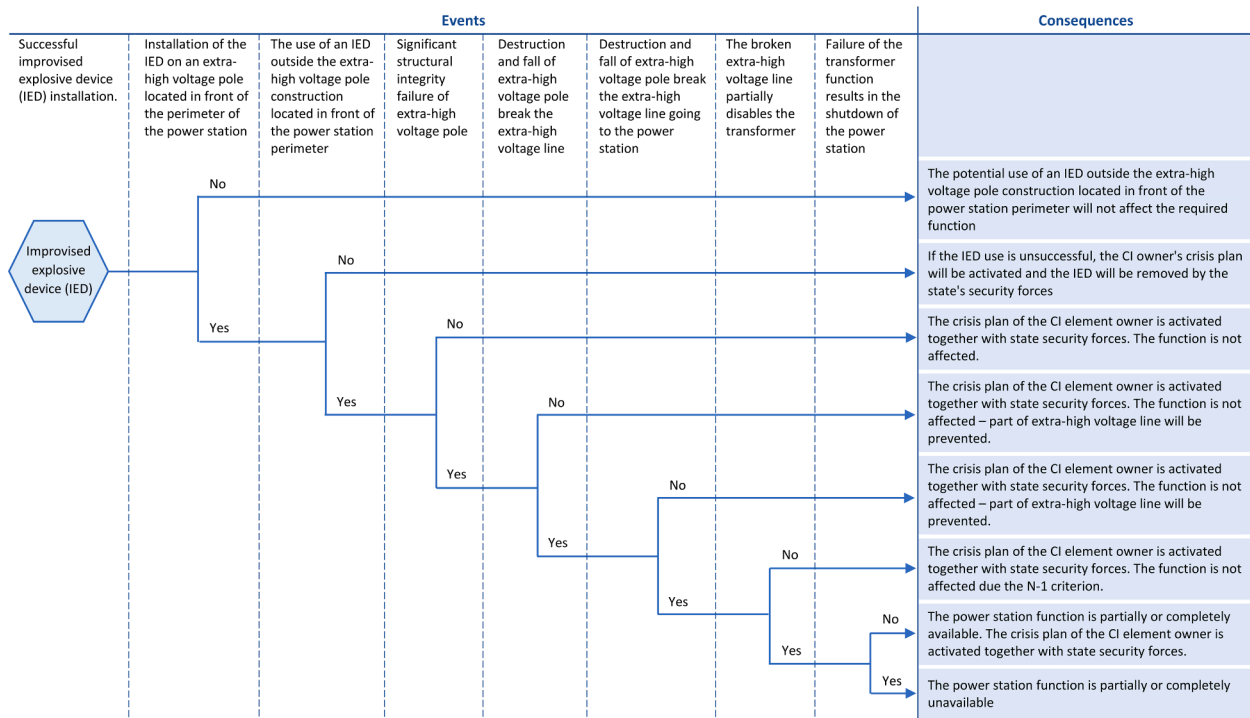 Events
Consequences
Successful
improvised
explosive device
(IED) installation.
Installation of the
IED on an extra-
high voltage pole
located in front of
the perimeter of
the power station
The use of an IED
outside the extra-
high voltage pole
construction
located in front of
the power station
perimeter
Significant
structural
integrity
failure of
extra-high
voltage pole
Destruction
and fall of
extra-high
voltage pole
break the
extra-high
voltage line
Destruction and
fall of extra-high
voltage pole break
the extra-high
voltage line going
to the power
station
The broken
extra-high
voltage line
partially
disables the
transformer
Failure of the
transformer
function
results in the
shutdown of
the power
station
Improvised
explosive
device (IED)
No
The potential use of an IED outside the extra-high
voltage pole construction located in front of the
power station perimeter will not affect the required
function
Yes
No
If the IED use is unsuccessful, the CI owner's crisis plan
will be activated and the IED will be removed by the
state's security forces
Yes
No
The crisis plan of the CI element owner is activated
together with state security forces. The function is not
affected.
Yes
No
The crisis plan of the CI element owner is activated
together with state security forces. The function is not
affected – part of extra-high voltage line will be
prevented.
Yes
No
The crisis plan of the CI element owner is activated
together with state security forces. The function is not
affected – part of extra-high voltage line will be
prevented.
Yes
No
The crisis plan of the CI element owner is activated
together with state security forces. The function is not
affected due the N-1 criterion.
Yes
No
The power station function is partially or completely
available. The crisis plan of the CI element owner is
activated together with state security forces.
Yes
The power station function is partially or completely
unavailable